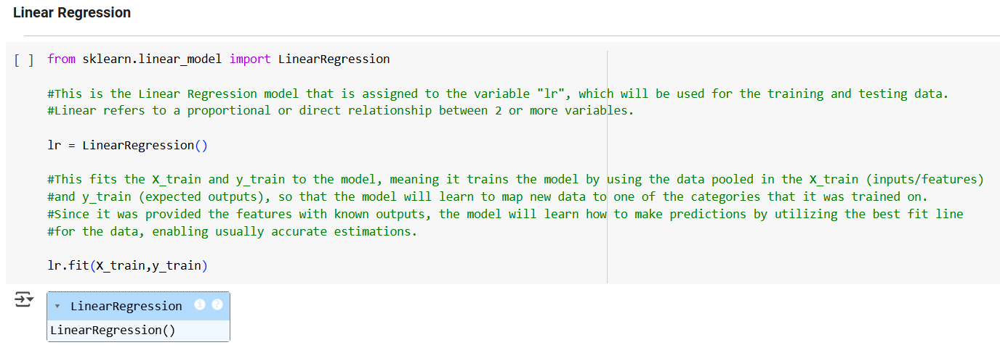 Linear Regression
[ ] from sklearn.linear_model import LinearRegression
#This is the Linear Regression model that is assigned to the variable "lr", which will be used for the training and testing data.
#Linear refers to a proportional or direct relationship between 2 or more variables.
lr = LinearRegression()
#This fits the X_train and y_train to the model, meaning it trains the model by using the data pooled in the X_train (inputs/features)
#and y_train (expected outputs), so that the model will learn to map new data to one of the categories that it was trained on.
#Since it was provided the features with known outputs, the model will learn how to make predictions by utilizing the best fit line
#for the data, enabling usually accurate estimations.
lr.fit(X_train,y_train)
LinearRegression i ?
LinearRegression()